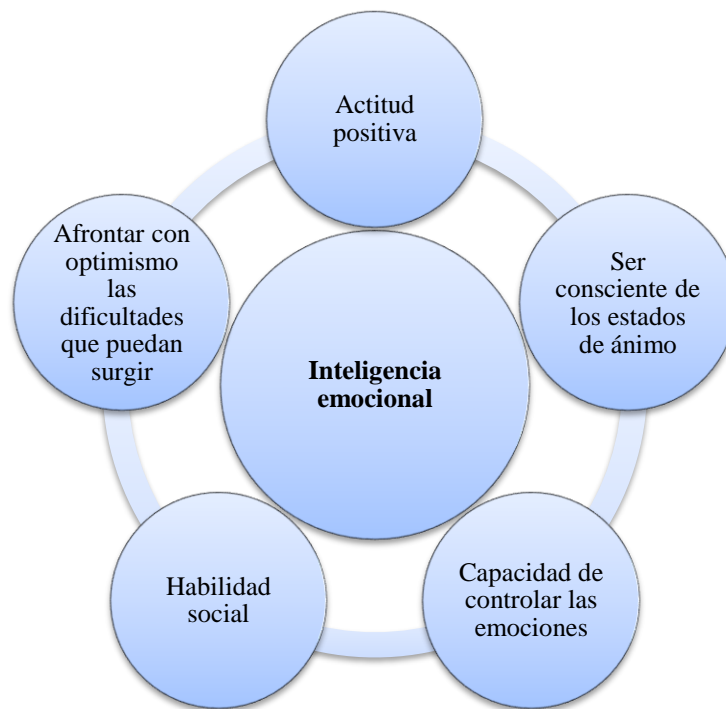 Actitud
positiva
Ser
consciente de
los estados
de ánimo
Capacidad de
controlar las
emociones
Habilidad
social
Afrontar con
optimismo
las
dificultades
que puedan
surgir
Inteligencia
emocional